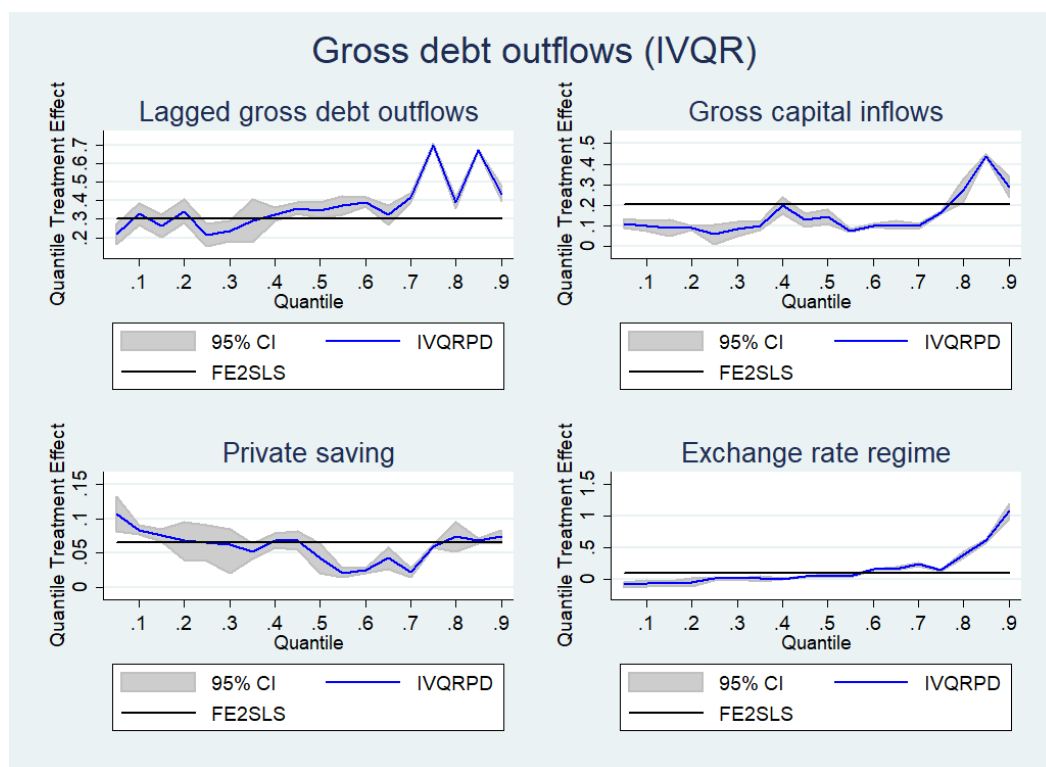 Gross debt outflows (IVQR)
Lagged gross debt outflows
Quantile Treatment Effect
.2 .3 .4 .5 .6 .7
.1 .2 .3 .4 .5 .6 .7 .8 .9
Quantile
95% CI IVQRPD
FE2SLS
Gross capital inflows
Quantile Treatment Effect
0 .1 .2 .3 .4 .5
.1 .2 .3 .4 .5 .6 .7 .8 .9
Quantile
95% CI IVQRPD
FE2SLS
Private saving
Quantile Treatment Effect
0 .05 .1 .15
.1 .2 .3 .4 .5 .6 .7 .8 .9
Quantile
95% CI IVQRPD
FE2SLS
Exchange rate regime
Quantile Treatment Effect
0 .5 1 1.5
.1 .2 .3 .4 .5 .6 .7 .8 .9
Quantile
95% CI IVQRPD
FE2SLS